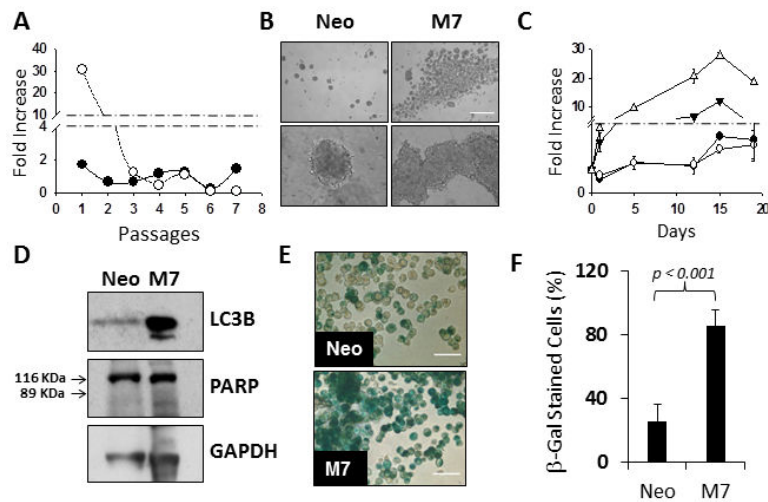 A
Fold Increase
40
30
20
10
4
2
0
0 1 2 3 4 5 6 7 8
Passages
B
Neo M7
C
Fold Increase
30
20
10
0 5 10 15 20
Days
D
Neo M7
LC3B
116 KDa →
89 KDa →
PARP
GAPDH
E
Neo
M7
F
β-Gal Stained Cells (%)
120
80
40
0
p < 0.001
Neo M7